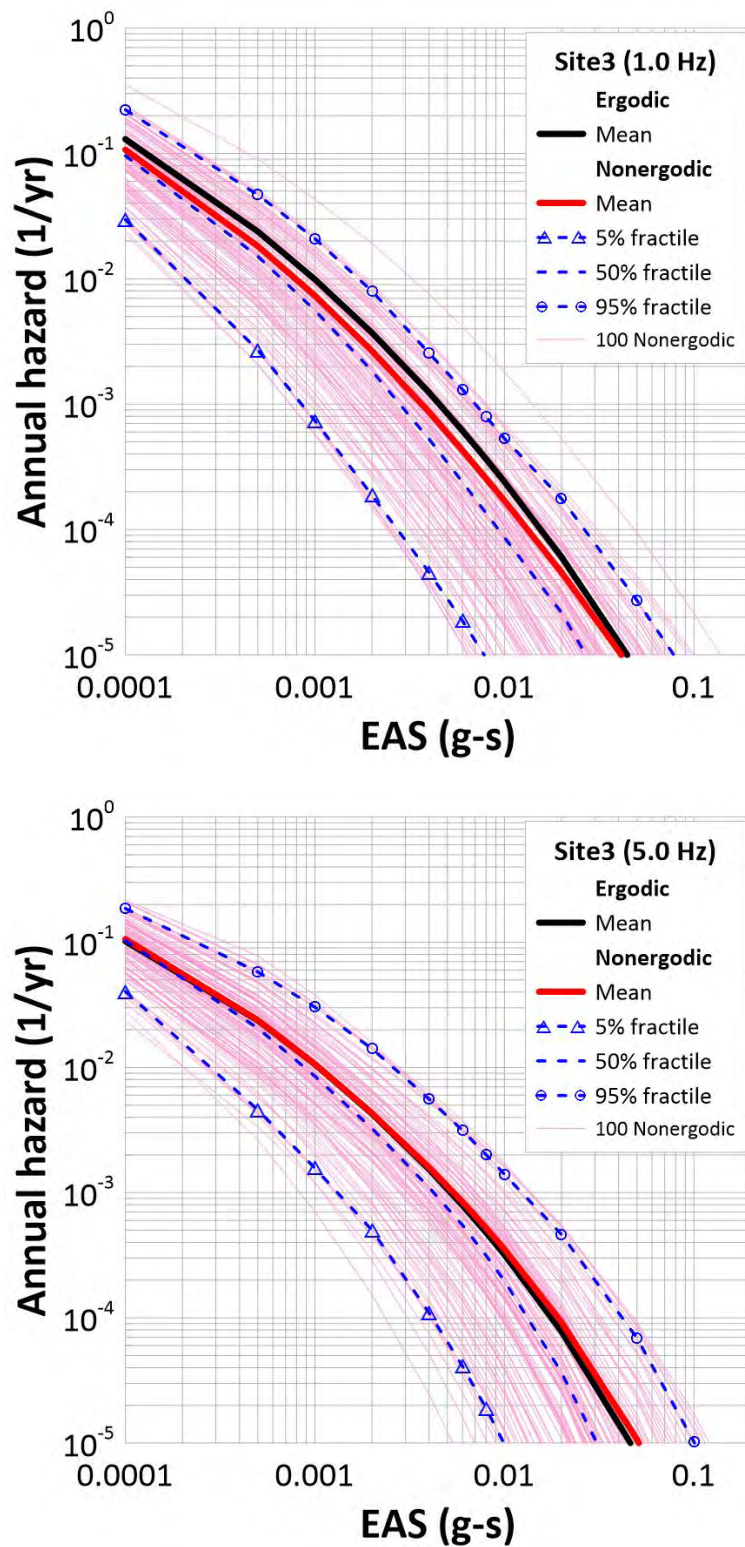 10^0
10^-1
10^-2
10^-3
10^-4
10^-5
Annual hazard (1/yr)
Site3 (1.0 Hz)
Ergodic
Mean
Nonergodic
Mean
5% fractile
50% fractile
95% fractile
100 Nonergodic
0.0001
0.001
0.01
0.1
EAS (g-s)
10^0
10^-1
10^-2
10^-3
10^-4
10^-5
Annual hazard (1/yr)
Site3 (5.0 Hz)
Ergodic
Mean
Nonergodic
Mean
5% fractile
50% fractile
95% fractile
100 Nonergodic
0.0001
0.001
0.01
0.1
EAS (g-s)